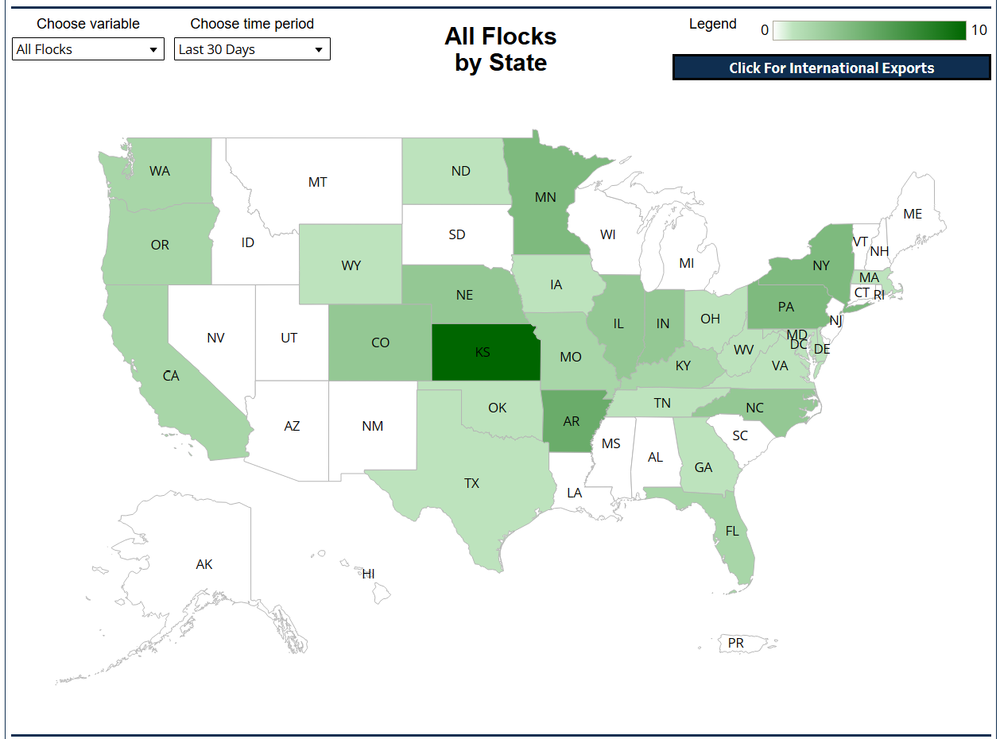 Choose variable
Choose time period
All Flocks
by State
Legend
0
10
All Flocks
Last 30 Days
Click For International Exports
WA
MT
ND
MN
ME
OR
ID
SD
WI
VT
NH
WY
MI
NY
IA
MA
NE
CT
RI
PA
NV
UT
CO
KS
IL
IN
OH
NJ
MD
DC
DE
CA
MO
KY
WV
VA
AZ
NM
OK
AR
TN
NC
MS
AL
SC
GA
TX
LA
FL
AK
HI
PR